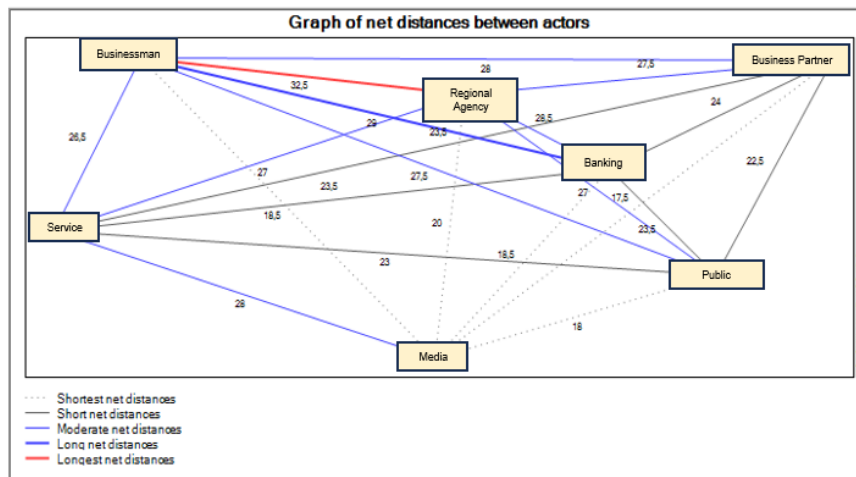 Graph of net distances between actors
Businessman
Business Partner
28
27,5
Regional
Agency
32,5
24
28,5
29
23,5
26,5
Banking
22,5
27
27,5
23,5
27
17,5
Service
18,5
20
23,5
18,5
23
Public
28
18
Media
Shortest net distances
Short net distances
Moderate net distances
Long net distances
Longest net distances